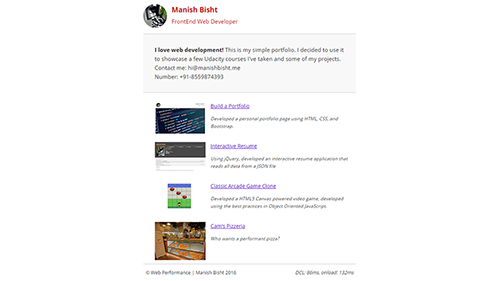 Manish Bisht
FrontEnd Web Developer
I love web development! This is my simple portfolio. I decided to use it
to showcase a few Udacity courses I've taken and some of my projects.
Contact me: hi@manishbisht.me
Number: +91-8559874393
Build a Portfolio
Developed a personal portfolio page using HTML, CSS, and
Bootstrap.
Interactive Resume
Using jQuery, developed an interactive resume application that
reads all data from a JSON file
Classic Arcade Game Clone
Developed a HTML5 Canvas powered video game, developed
using the best practices in Object Oriented JavaScript.
Cam's Pizzeria
Who wants a performant pizza?
© Web Performance | Manish Bisht 2016
DCL: 86ms, onload: 132ms